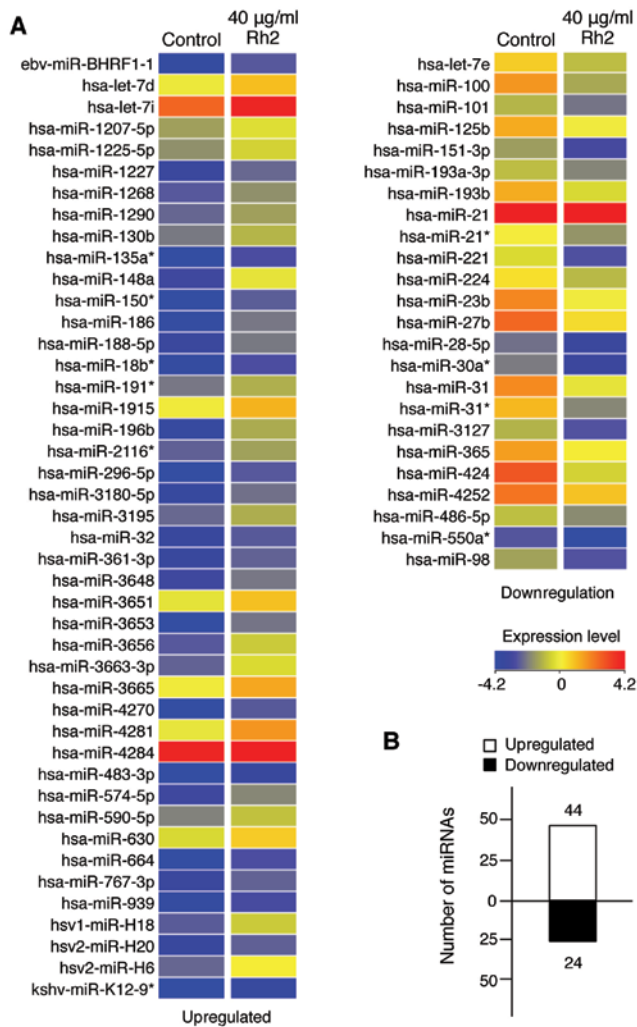 A
Control
40 µg/ml
Rh2
ebv-miR-BHRF1-1
hsa-let-7d
hsa-let-7i
hsa-miR-1207-5p
hsa-miR-1225-5p
hsa-miR-1227
hsa-miR-1268
hsa-miR-1290
hsa-miR-130b
hsa-miR-135a*
hsa-miR-148a
hsa-miR-150*
hsa-miR-186
hsa-miR-188-5p
hsa-miR-18b*
hsa-miR-191*
hsa-miR-1915
hsa-miR-196b
hsa-miR-2116*
hsa-miR-296-5p
hsa-miR-3180-5p
hsa-miR-3195
hsa-miR-32
hsa-miR-361-3p
hsa-miR-3648
hsa-miR-3651
hsa-miR-3653
hsa-miR-3656
hsa-miR-3663-3p
hsa-miR-3665
hsa-miR-4270
hsa-miR-4281
hsa-miR-4284
hsa-miR-483-3p
hsa-miR-574-5p
hsa-miR-590-5p
hsa-miR-630
hsa-miR-664
hsa-miR-767-3p
hsa-miR-939
hsv1-miR-H18
hsv2-miR-H20
hsv2-miR-H6
kshv-miR-K12-9*
Upregulated
Control
40 µg/ml
Rh2
hsa-let-7e
hsa-miR-100
hsa-miR-101
hsa-miR-125b
hsa-miR-151-3p
hsa-miR-193a-3p
hsa-miR-193b
hsa-miR-21
hsa-miR-21*
hsa-miR-221
hsa-miR-224
hsa-miR-23b
hsa-miR-27b
hsa-miR-28-5p
hsa-miR-30a*
hsa-miR-31
hsa-miR-31*
hsa-miR-3127
hsa-miR-365
hsa-miR-424
hsa-miR-4252
hsa-miR-486-5p
hsa-miR-550a*
hsa-miR-98
Downregulation
Expression level
-4.2 0 4.2
B
Upregulated
Downregulated
Number of miRNAs
44
50
25
0
25
50
24